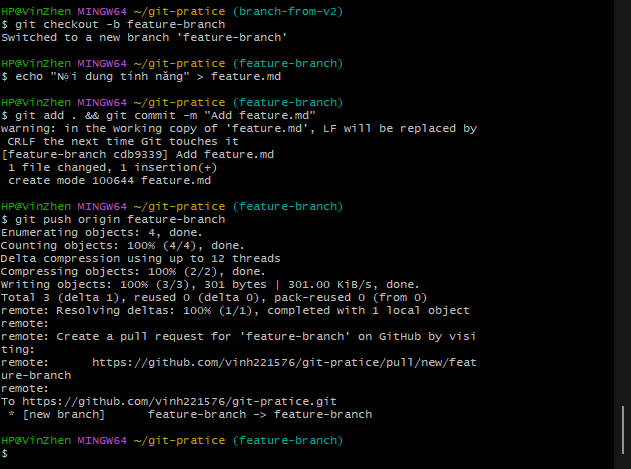 HP@VinZhen MINGW64 ~/git-pratice (branch-from-v2)
$ git checkout -b feature-branch
Switched to a new branch 'feature-branch'

HP@VinZhen MINGW64 ~/git-pratice (feature-branch)
$ echo "Nội dung tính năng" > feature.md

HP@VinZhen MINGW64 ~/git-pratice (feature-branch)
$ git add . && git commit -m "Add feature.md"
warning: in the working copy of 'feature.md', LF will be replaced by
 CRLF the next time Git touches it
[feature-branch cdb9339] Add feature.md
 1 file changed, 1 insertion(+)
 create mode 100644 feature.md

HP@VinZhen MINGW64 ~/git-pratice (feature-branch)
$ git push origin feature-branch
Enumerating objects: 4, done.
Counting objects: 100% (4/4), done.
Delta compression using up to 12 threads
Compressing objects: 100% (2/2), done.
Writing objects: 100% (3/3), 301 bytes | 301.00 KiB/s, done.
Total 3 (delta 1), reused 0 (delta 0), pack-reused 0 (from 0)
remote: Resolving deltas: 100% (1/1), completed with 1 local object
remote:
remote: Create a pull request for 'feature-branch' on GitHub by visi
ting:
remote:      https://github.com/vinh221576/git-pratice/pull/new/feat
ure-branch
remote:
To https://github.com/vinh221576/git-pratice.git
 * [new branch]      feature-branch -> feature-branch

HP@VinZhen MINGW64 ~/git-pratice (feature-branch)
$